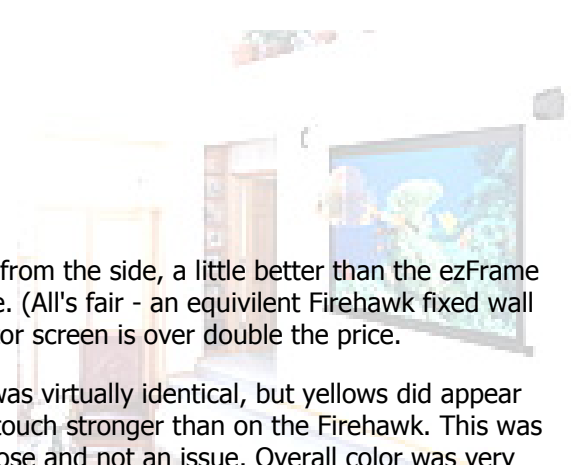 from the side, a little better than the ezFrame
e. (All's fair - an equivilent Firehawk fixed wall
or screen is over double the price.
was virtually identical, but yellows did appear
touch stronger than on the Firehawk. This was
ose and not an issue. Overall color was very